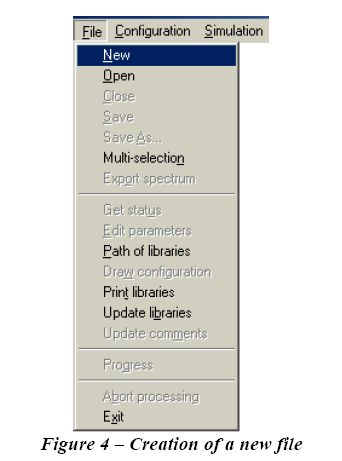 File Configuration Simulation
New
Open
Close
Save
Save As...
Multi-selection
Export spectrum
Get status
Edit parameters
Path of libraries
Draw configuration
Print libraries
Update libraries
Update comments
Progress
Abort processing
Exit
Figure 4 – Creation of a new file